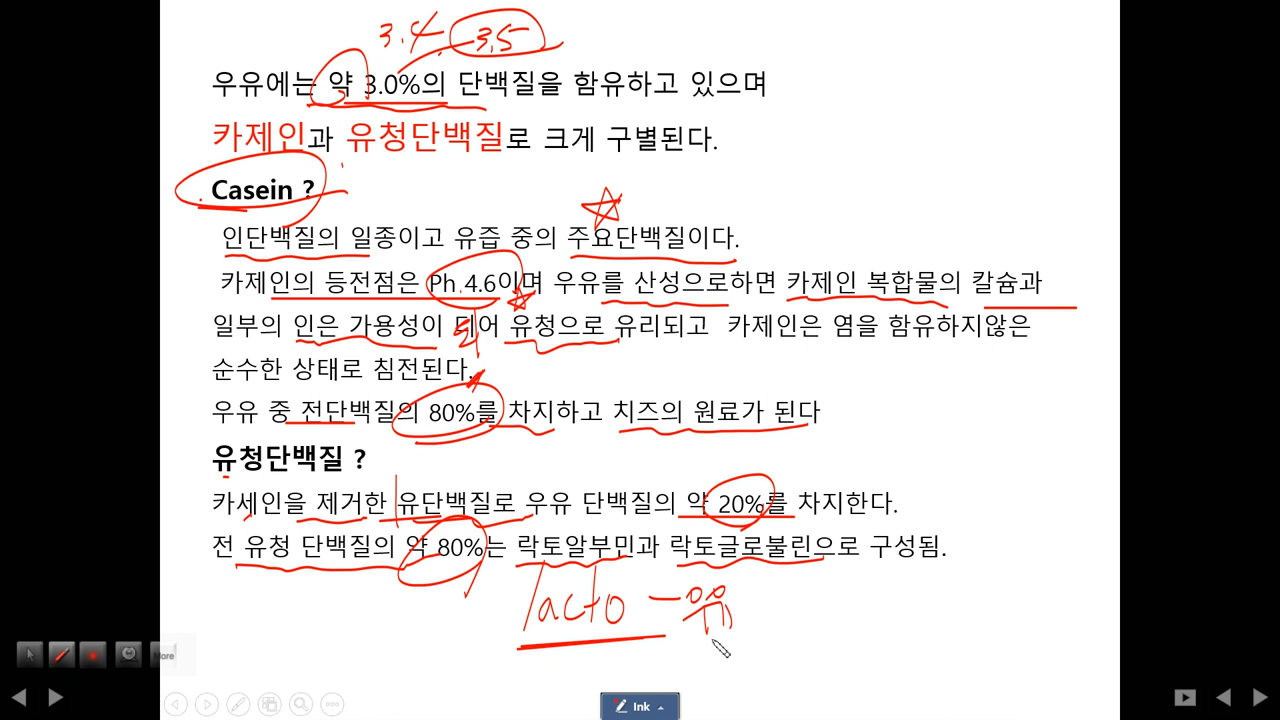 3.4 3.5
우유에는 약 3.0%의 단백질을 함유하고 있으며
카제인과 유청단백질로 크게 구별된다.
Casein ?
인단백질의 일종이고 유즙 중의 주요단백질이다.
카제인의 등전점은 Ph 4.6이며 우유를 산성으로하면 카제인 복합물의 칼슘과
일부의 인은 가용성이 되어 유청으로 유리되고 카제인은 염을 함유하지않은
순수한 상태로 침전된다.
우유 중 전단백질의 80%를 차지하고 치즈의 원료가 된다
유청단백질 ?
카세인을 제거한 유단백질로 우유 단백질의 약 20%를 차지한다.
전 유청 단백질의 약 80%는 락토알부민과 락토글로불린으로 구성됨.
lacto - 우유
More
Ink